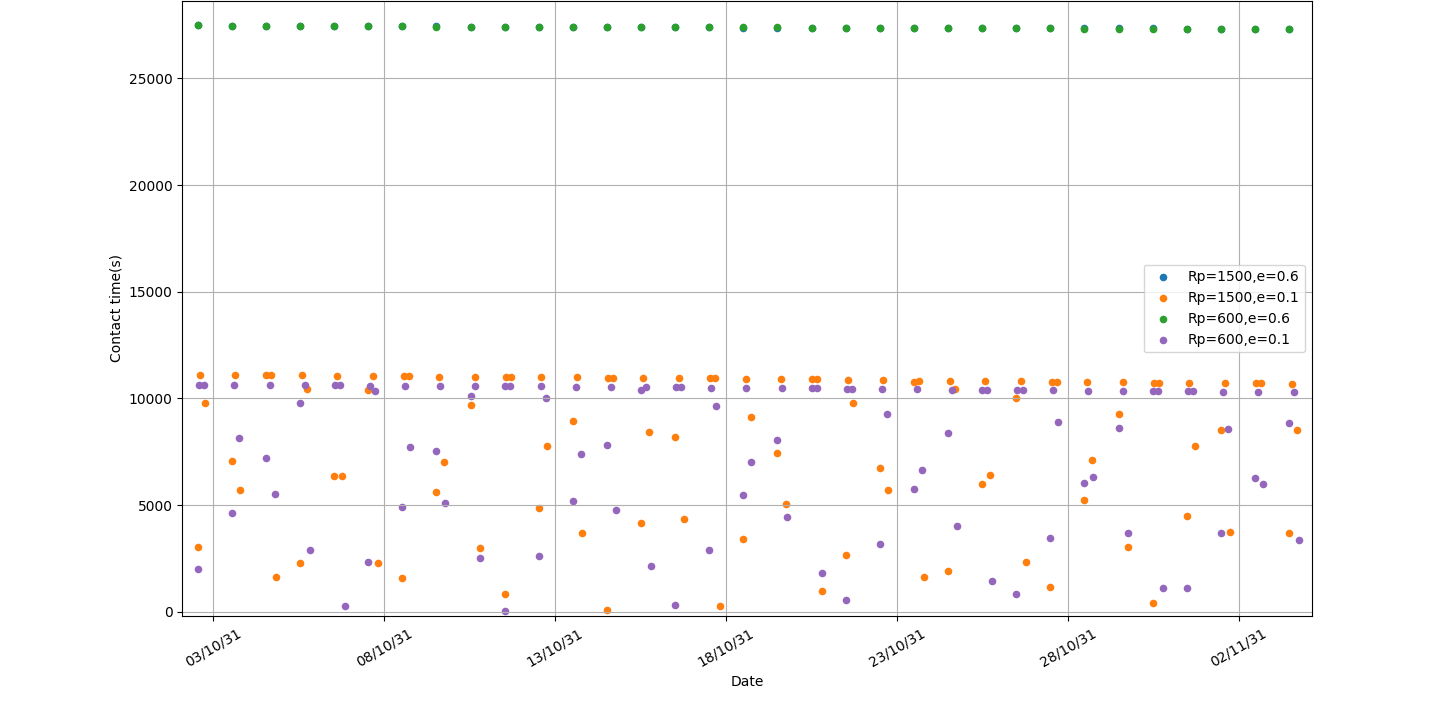 25000
20000
15000
10000
5000
0
Contact time(s)
Rp=1500,e=0.6
Rp=1500,e=0.1
Rp=600,e=0.6
Rp=600,e=0.1
03/10/31
08/10/31
13/10/31
18/10/31
23/10/31
28/10/31
02/11/31
Date